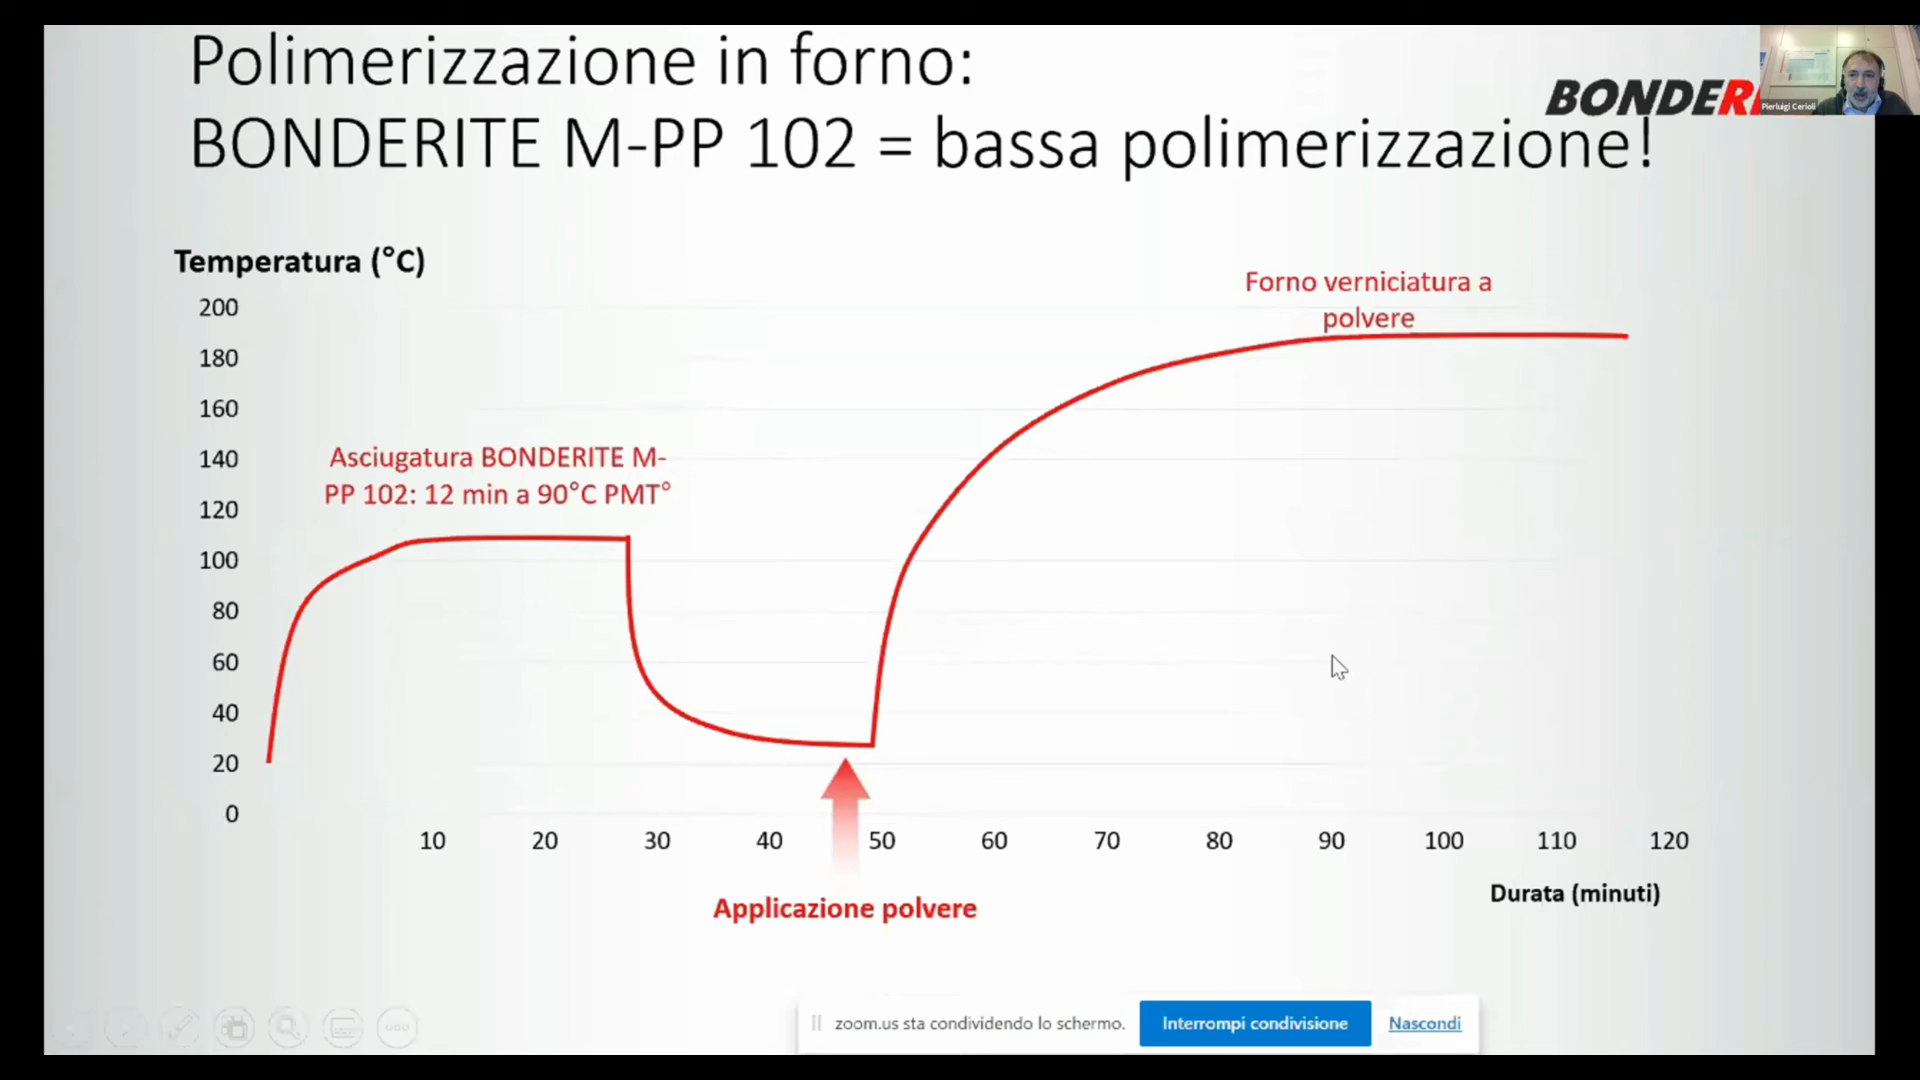 Polimerizzazione in forno:
BONDERITE M-PP 102 = bassa polimerizzazione!
BONDER
Pierluigi Cerioli
Temperatura (°C)
200
180
160
140
120
100
80
60
40
20
0
Asciugatura BONDERITE M-
PP 102: 12 min a 90°C PMT°
Forno verniciatura a
polvere
10 20 30 40 50 60 70 80 90 100 110 120
Durata (minuti)
Applicazione polvere
zoom.us sta condividendo lo schermo. Interrompi condivisione Nascondi